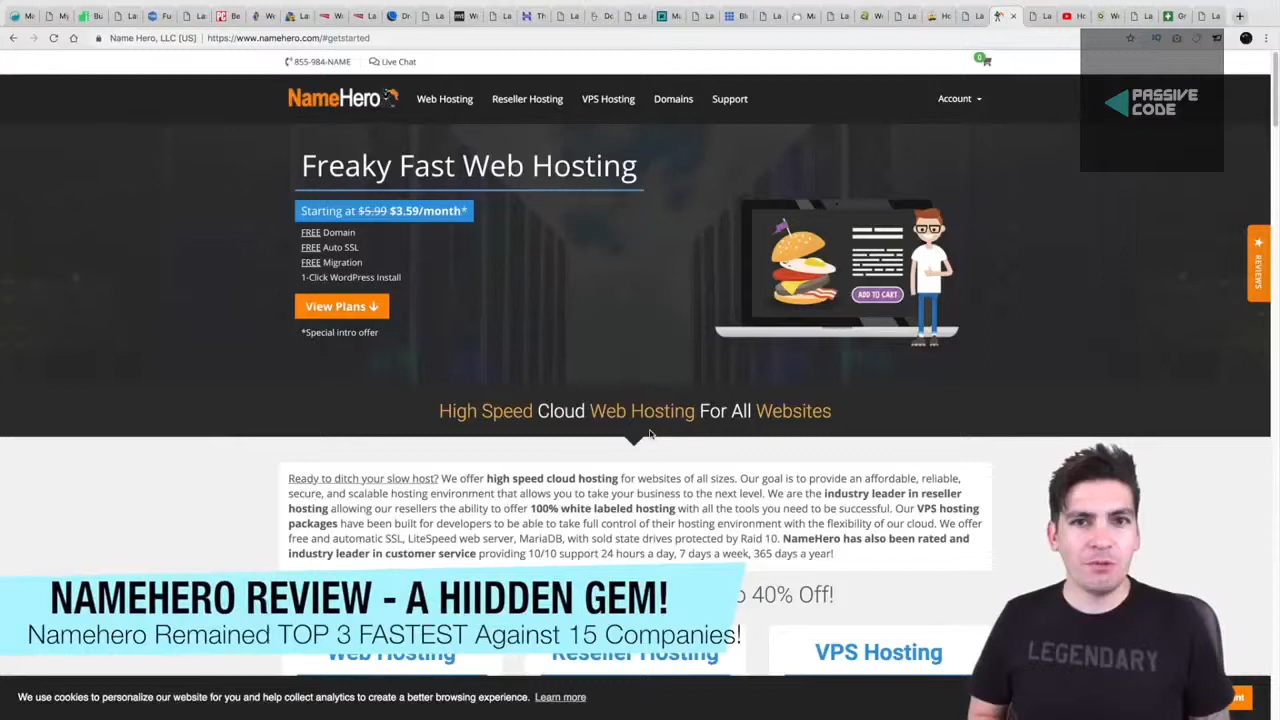 Name Hero, LLC [US]
https://www.namehero.com/#getstarted
855-984-NAME
Live Chat
0
NameHero
Web Hosting
Reseller Hosting
VPS Hosting
Domains
Support
Account
PASSIVE
CODE
Freaky Fast Web Hosting
Starting at $5.99 $3.59/month*
FREE Domain
FREE Auto SSL
FREE Migration
1-Click WordPress Install
View Plans
*Special intro offer
ADD TO CART
REVIEWS
High Speed Cloud Web Hosting For All Websites
Ready to ditch your slow host? We offer high speed cloud hosting for websites of all sizes. Our goal is to provide an affordable, reliable,
secure, and scalable hosting environment that allows you to take your business to the next level. We are the industry leader in reseller
hosting allowing our resellers the ability to offer 100% white labeled hosting with all the tools you need to be successful. Our VPS hosting
packages have been built for developers to be able to take full control of their hosting environment with the flexibility of our cloud. We offer
free and automatic SSL, LiteSpeed web server, MariaDB, with solid state drives protected by Raid 10. NameHero has also been rated and
industry leader in customer service providing 10/10 support 24 hours a day, 7 days a week, 365 days a year!
40% Off!
NAMEHERO REVIEW - A HIIDDEN GEM!
Namehero Remained TOP 3 FASTEST Against 15 Companies!
Web Hosting
Reseller Hosting
VPS Hosting
LEGENDARY
We use cookies to personalize our website for you and help collect analytics to create a better browsing experience. Learn more